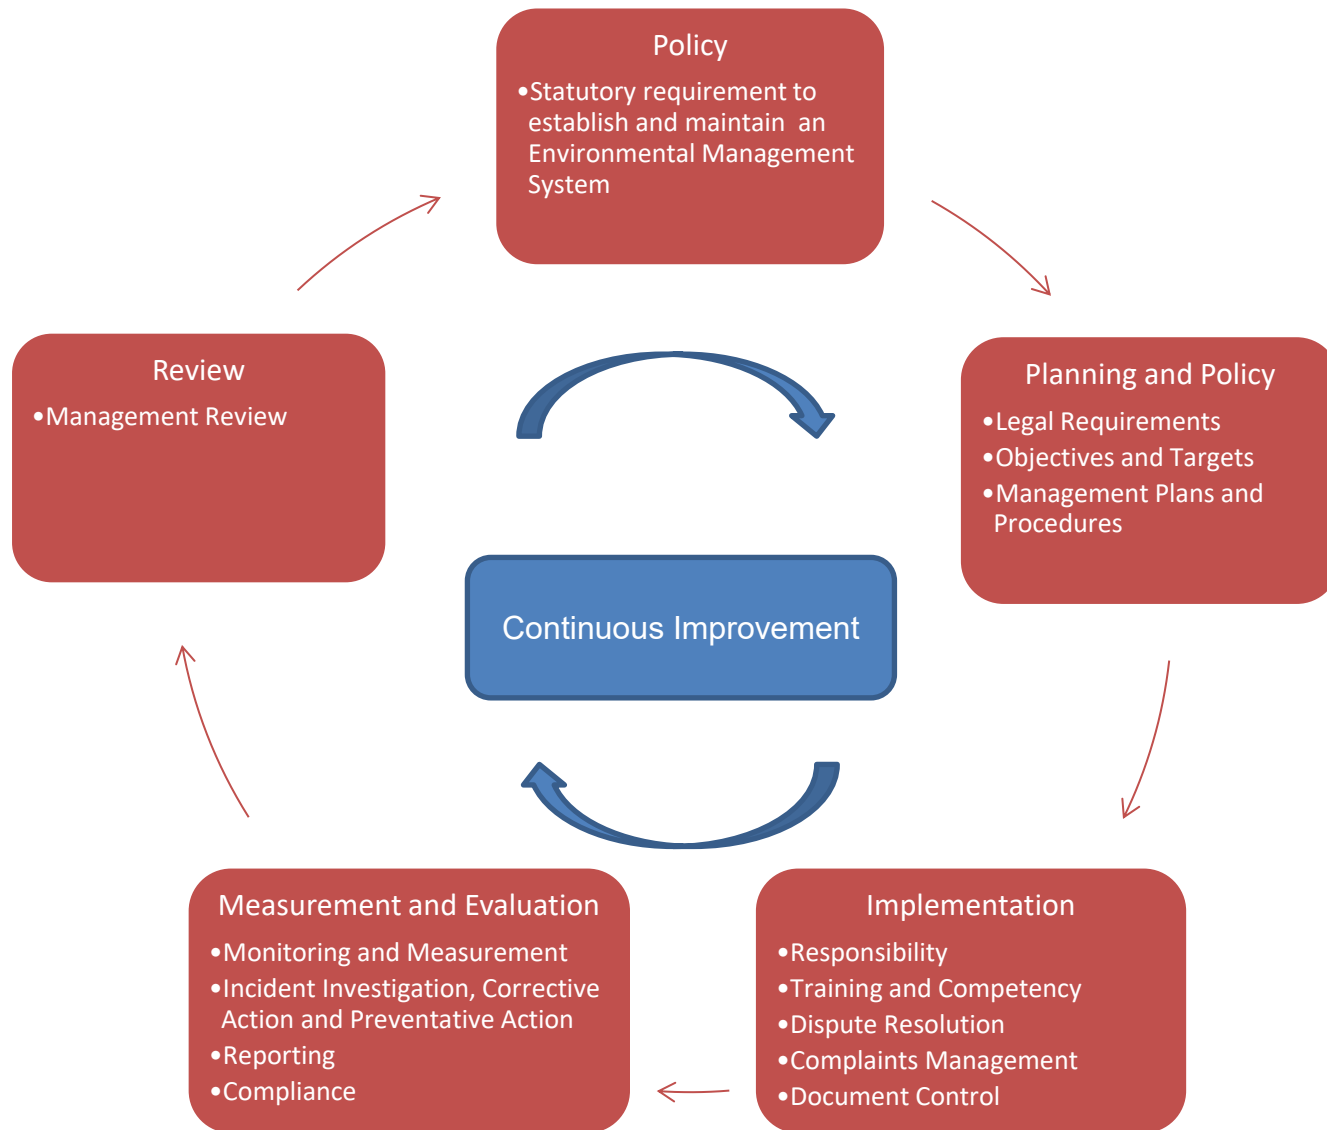 Policy
•Statutory requirement to
establish and maintain an
Environmental Management
System
Review
•Management Review
Planning and Policy
•Legal Requirements
•Objectives and Targets
•Management Plans and
Procedures
Continuous Improvement
Measurement and Evaluation
•Monitoring and Measurement
•Incident Investigation, Corrective
Action and Preventative Action
•Reporting
•Compliance
Implementation
•Responsibility
•Training and Competency
•Dispute Resolution
•Complaints Management
•Document Control